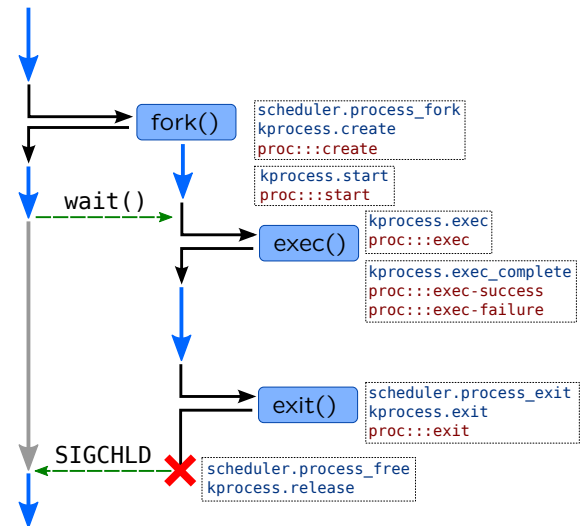 fork()
scheduler.process_fork
kprocess.create
proc:::create
kprocess.start
proc:::start
wait()
exec()
kprocess.exec
proc:::exec
kprocess.exec_complete
proc:::exec-success
proc:::exec-failure
exit()
scheduler.process_exit
kprocess.exit
proc:::exit
SIGCHLD
scheduler.process_free
kprocess.release